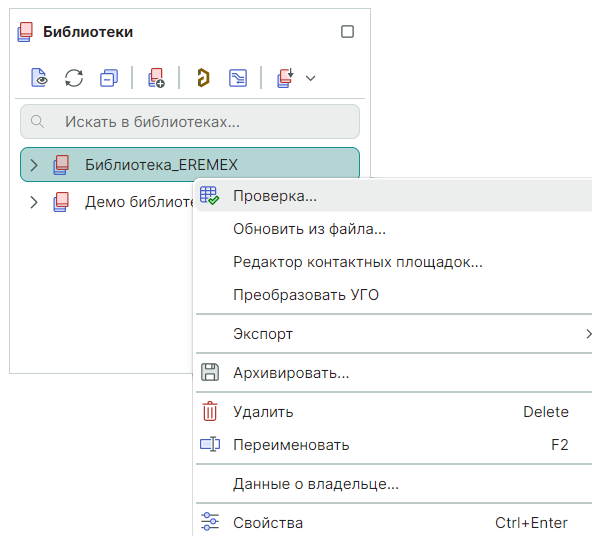 Библиотеки
Искать в библиотеках...
Библиотека_EREMEX
Демо библиоте
Проверка...
Обновить из файла...
Редактор контактных площадок...
Преобразовать УГО
Экспорт
Архивировать...
Удалить Delete
Переименовать F2
Данные о владельце...
Свойства Ctrl+Enter